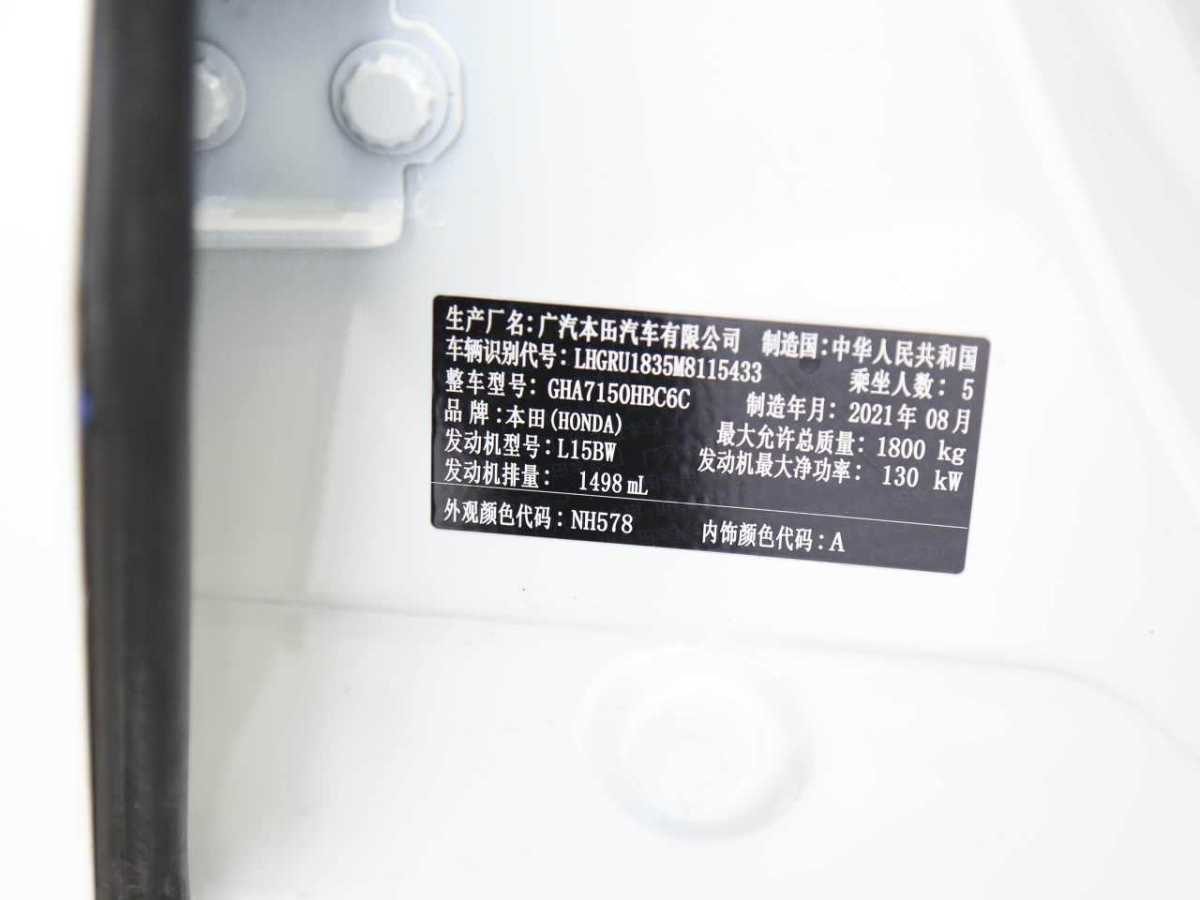 生产厂名：广汽本田汽车有限公司 制造国：中华人民共和国
车辆识别代号：LHGRU1835M8115433 乘坐人数：5
整车型号：GHA7150HBC6C 制造年月：2021年08月
品牌：本田(HONDA) 最大允许总质量：1800 kg
发动机型号：L15BW 发动机最大净功率：130 kW
发动机排量：1498 mL
外观颜色代码：NH578 内饰颜色代码：A